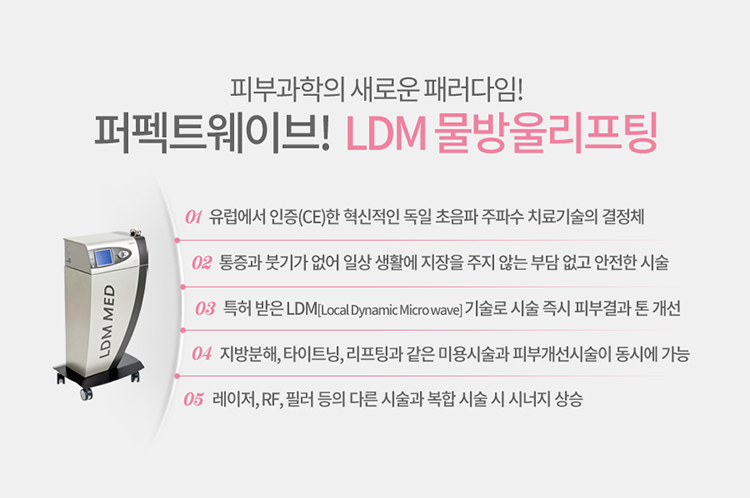 피부과학의 새로운 패러다임!
퍼펙트웨이브! LDM 물방울리프팅
01 유럽에서 인증(CE)한 혁신적인 독일 초음파 주파수 치료기술의 결정체
02 통증과 붓기가 없어 일상 생활에 지장을 주지 않는 부담 없고 안전한 시술
03 특허 받은 LDM[Local Dynamic Micro wave] 기술로 시술 즉시 피부결과 톤 개선
04 지방분해, 타이트닝, 리프팅과 같은 미용시술과 피부개선시술이 동시에 가능
05 레이저, RF, 필러 등의 다른 시술과 복합 시술 시 시너지 상승
LDM MED